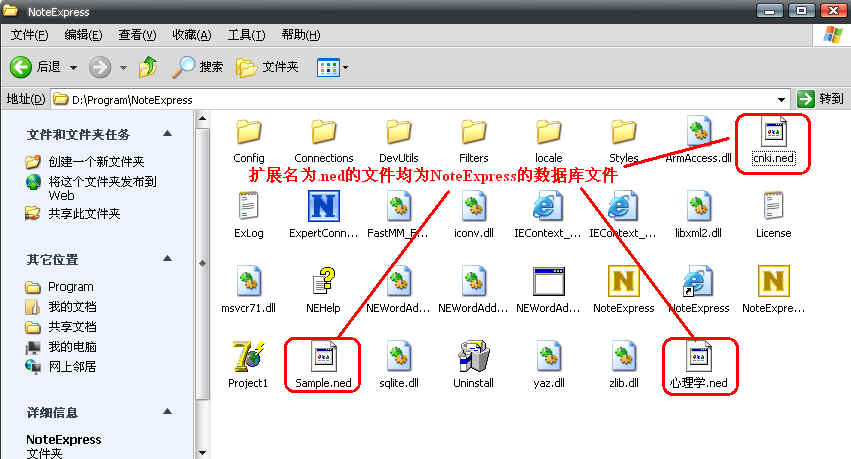 NoteExpress
文件(F) 编辑(E) 查看(V) 收藏(A) 工具(T) 帮助(H)
后退 搜索 文件夹
地址(D) D:\Program\NoteExpress 转到
文件和文件夹任务
创建一个新文件夹
将这个文件夹发布到
Web
共享此文件夹
其它位置
Program
我的文档
共享文档
我的电脑
网上邻居
详细信息
NoteExpress
文件夹
Config Connections DevUtils Filters locale Styles ArmAccess.dll cnki.ned
扩展名为.ned的文件均为NoteExpress的数据库文件
ExLog ExpertConn... FastMM_F... iconv.dll IEContext_... IEContext_... libxml2.dll License
msvcr71.dll NEHelp NEWordAd... NEWordAd... NEWordAd... NoteExpress NoteExpress NoteExpre...
Project1 Sample.ned sqlite.dll Uninstall yaz.dll zlib.dll 心理学.ned